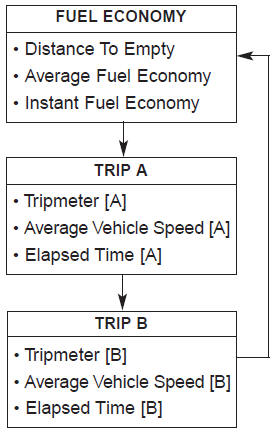 FUEL ECONOMY
• Distance To Empty
• Average Fuel Economy
• Instant Fuel Economy
TRIP A
• Tripmeter [A]
• Average Vehicle Speed [A]
• Elapsed Time [A]
TRIP B
• Tripmeter [B]
• Average Vehicle Speed [B]
• Elapsed Time [B]